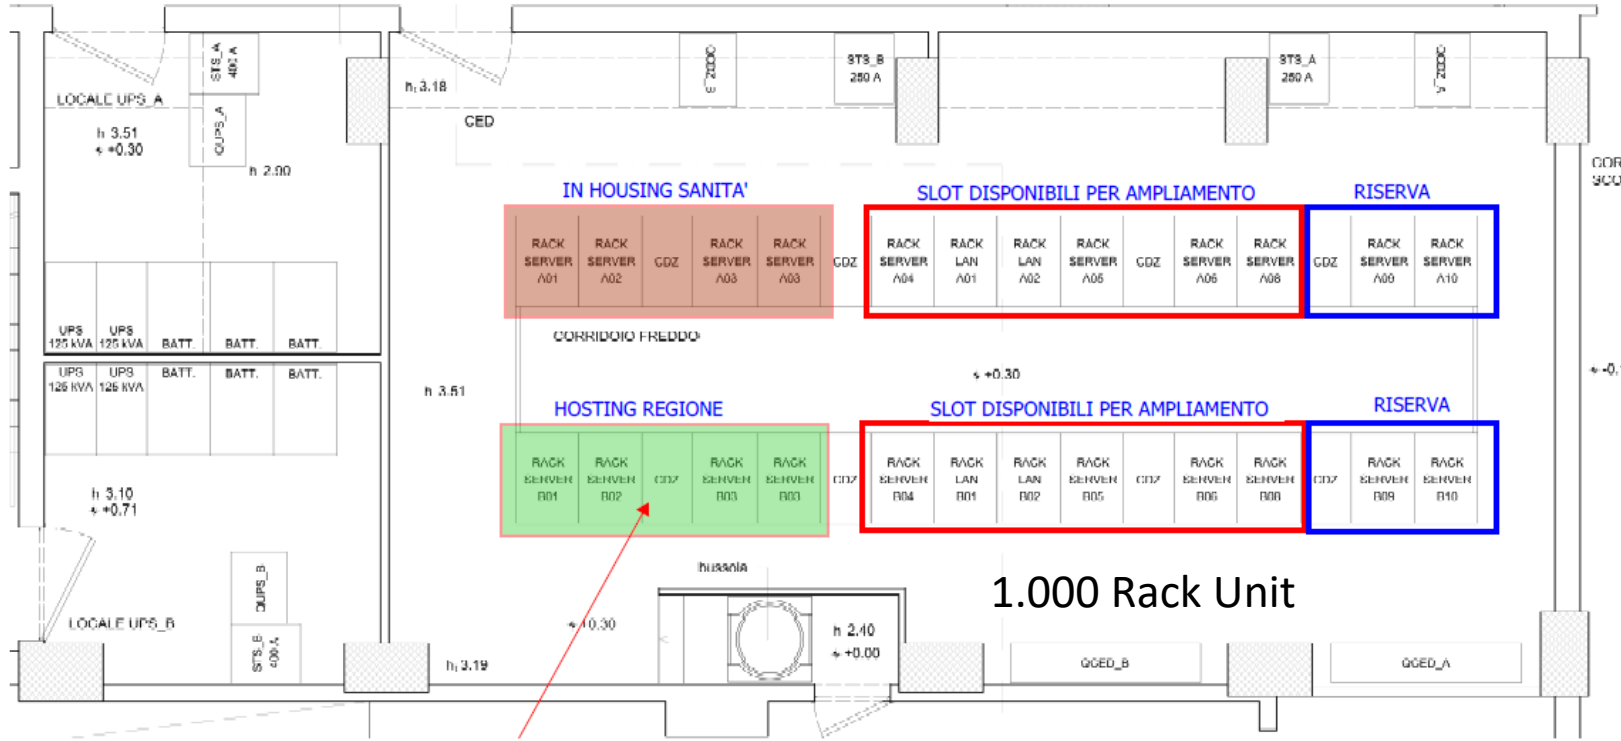 STS_A
400 A
QUPS_A
LOCALE UPS_A
h 3.51
+0.30
h 2.90
h 3.18
CED
STS_B
250 A
STS_A
250 A
COR
SCO
IN HOUSING SANITA'
SLOT DISPONIBILI PER AMPLIAMENTO
RISERVA
RACK SERVER A01
RACK SERVER A02
CDZ
RACK SERVER A03
RACK SERVER A03
CDZ
RACK SERVER A04
RACK LAN A01
RACK LAN A02
RACK SERVER A05
CDZ
RACK SERVER A06
RACK SERVER A08
CDZ
RACK SERVER A09
RACK SERVER A10
UPS 125 kVA
UPS 125 kVA
BATT.
BATT.
BATT.
UPS 125 kVA
UPS 125 kVA
BATT.
BATT.
BATT.
CORRIDOIO FREDDO
h 3.51
+0.30
HOSTING REGIONE
SLOT DISPONIBILI PER AMPLIAMENTO
RISERVA
RACK SERVER B01
RACK SERVER B02
CDZ
RACK SERVER B03
RACK SERVER B03
CDZ
RACK SERVER B04
RACK LAN B01
RACK LAN B02
RACK SERVER B05
CDZ
RACK SERVER B06
RACK SERVER B08
CDZ
RACK SERVER B09
RACK SERVER B10
h 3.10
+0.71
QUPS_B
LOCALE UPS_B
STS_B
400 A
bussola
1.000 Rack Unit
h 2.40
+0.00
h 3.19
QCED_B
QCED_A